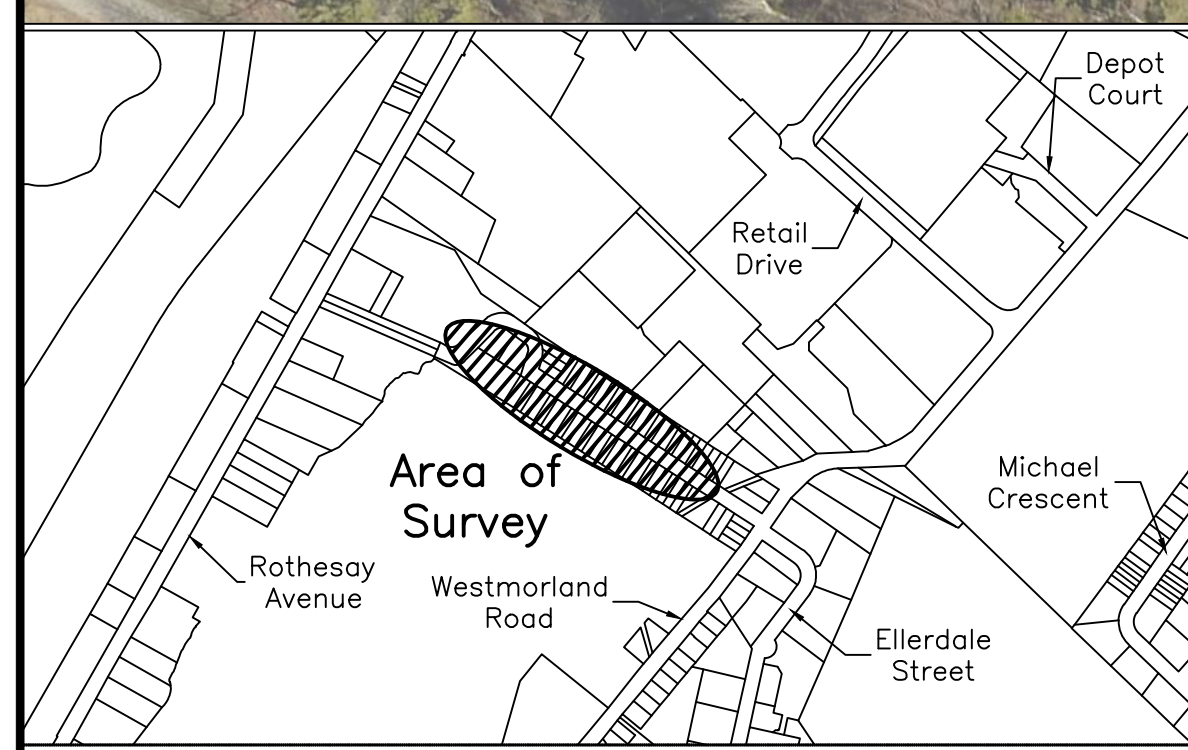 Depot
Court
Retail
Drive
Michael
Crescent
Area of
Survey
Rothesay
Avenue
Westmorland
Road
Ellerdale
Street